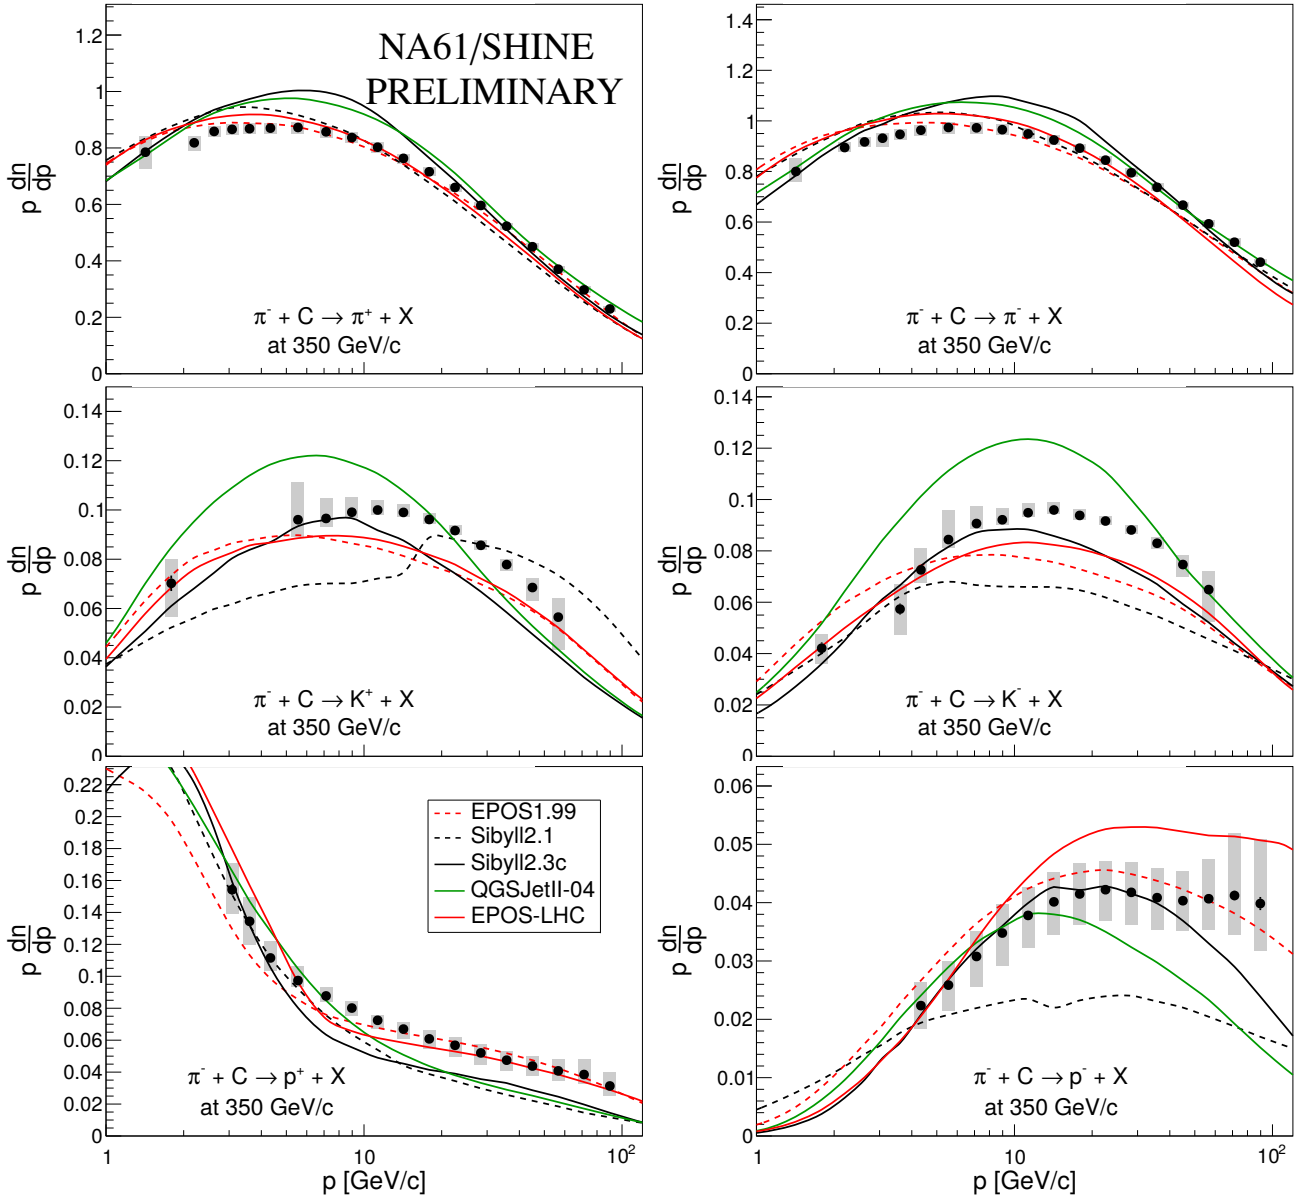 NA61/SHINE
PRELIMINARY
1.2
1
0.8
0.6
0.4
0.2
0
p dn/dp
π⁻ + C → π⁺ + X
at 350 GeV/c
1.4
1.2
1.0
0.8
0.6
0.4
0.2
0
p dn/dp
π⁻ + C → π⁻ + X
at 350 GeV/c
0.14
0.12
0.1
0.08
0.06
0.04
0.02
0
p dn/dp
π⁻ + C → K⁺ + X
at 350 GeV/c
0.14
0.12
0.1
0.08
0.06
0.04
0.02
0
p dn/dp
π⁻ + C → K⁻ + X
at 350 GeV/c
0.22
0.2
0.18
0.16
0.14
0.12
0.1
0.08
0.06
0.04
0.02
0
p dn/dp
EPOS1.99
Sibyll2.1
Sibyll2.3c
QGSJetII-04
EPOS-LHC
π⁻ + C → p⁺ + X
at 350 GeV/c
1 10 10²
p [GeV/c]
0.06
0.05
0.04
0.03
0.02
0.01
0
p dn/dp
π⁻ + C → p⁻ + X
at 350 GeV/c
1 10 10²
p [GeV/c]